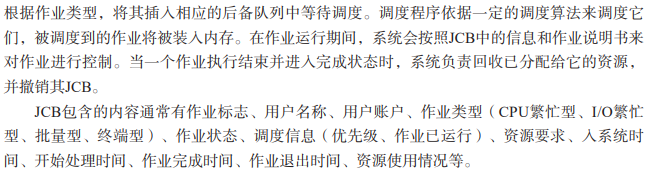 根据作业类型，将其插入相应的后备队列中等待调度。调度程序依据一定的调度算法来调度它
们，被调度到的作业将被装入内存。在作业运行期间，系统会按照JCB中的信息和作业说明书来
对作业进行控制。当一个作业执行结束并进入完成状态时，系统负责回收已分配给它的资源，
并撤销其JCB。
JCB包含的内容通常有作业标志、用户名称、用户账户、作业类型（CPU繁忙型、I/O繁忙
型、批量型、终端型）、作业状态、调度信息（优先级、作业已运行）、资源要求、入系统时
间、开始处理时间、作业完成时间、作业退出时间、资源使用情况等。